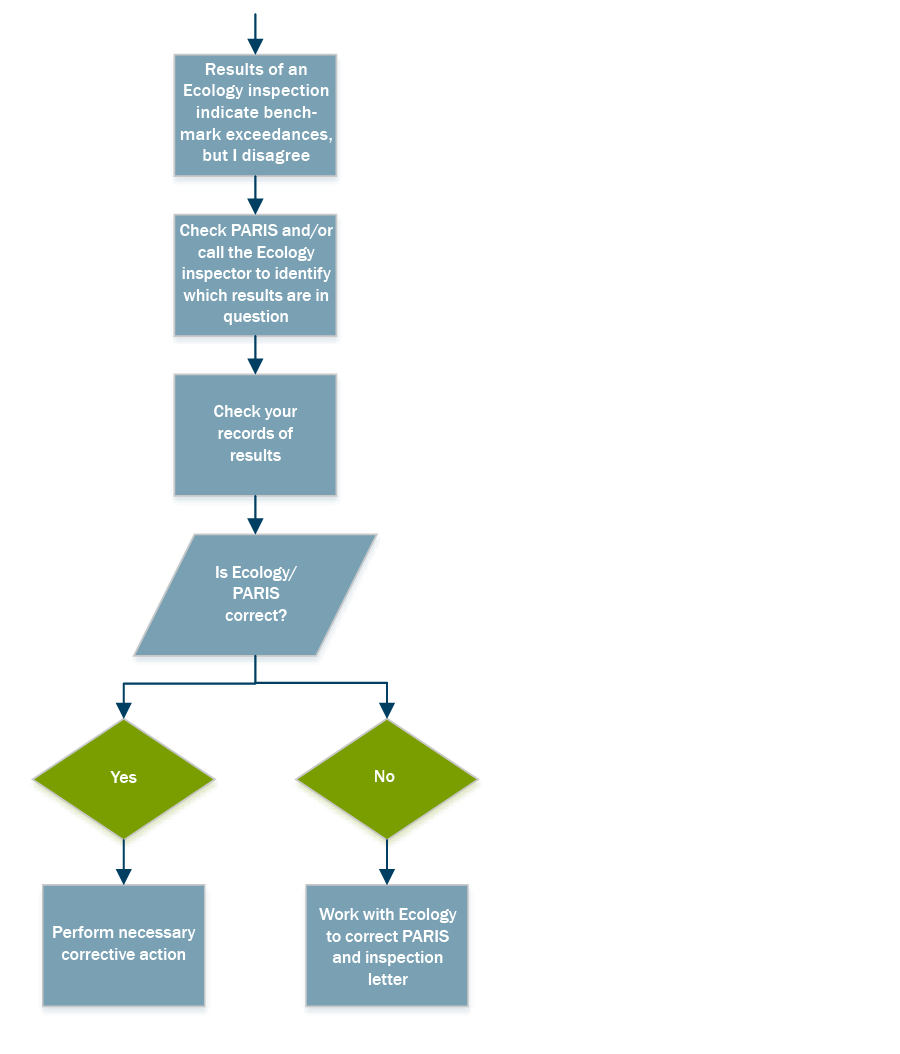 Results of an
Ecology inspection
indicate bench-
mark exceedances,
but I disagree
Check PARIS and/or
call the Ecology
inspector to identify
which results are in
question
Check your
records of
results
Is Ecology/
PARIS
correct?
Yes
No
Perform necessary
corrective action
Work with Ecology
to correct PARIS
and inspection
letter